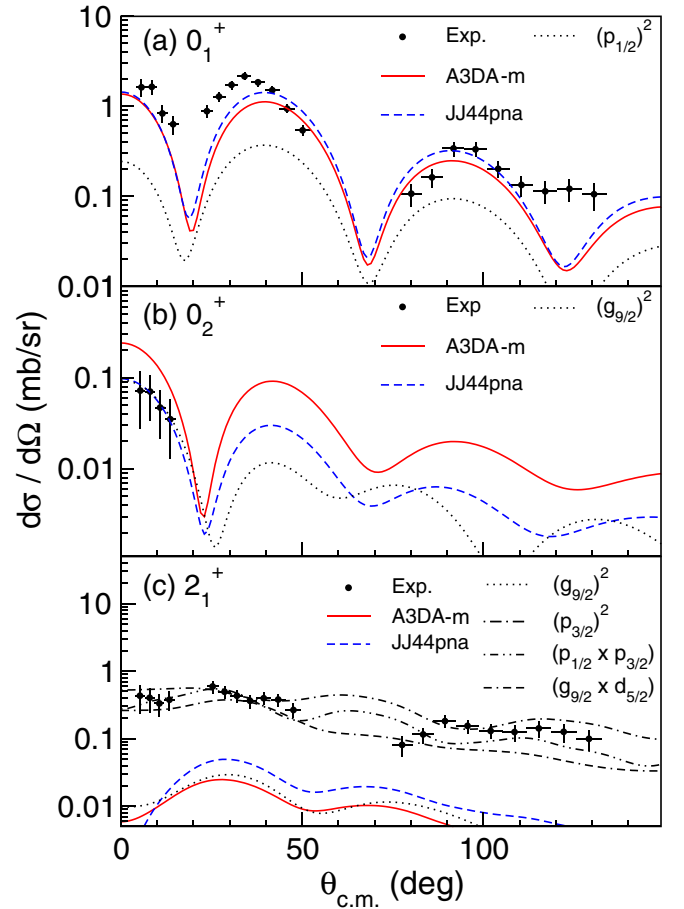 10
(a) 0₁⁺
Exp.
(p₁/₂)²
A3DA-m
JJ44pna
1
0.1
0.01
(b) 0₂⁺
Exp
(g₉/₂)²
A3DA-m
JJ44pna
0.1
0.01
dσ / dΩ (mb/sr)
(c) 2₁⁺
Exp.
(g₉/₂)²
A3DA-m
(p₃/₂)²
JJ44pna
(p₁/₂ x p₃/₂)
(g₉/₂ x d₅/₂)
10
1
0.1
0.01
0
50
100
θc.m. (deg)